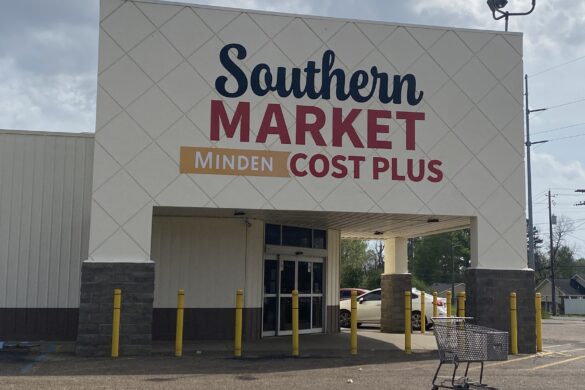 Southern
MARKET
MINDEN COST PLUS